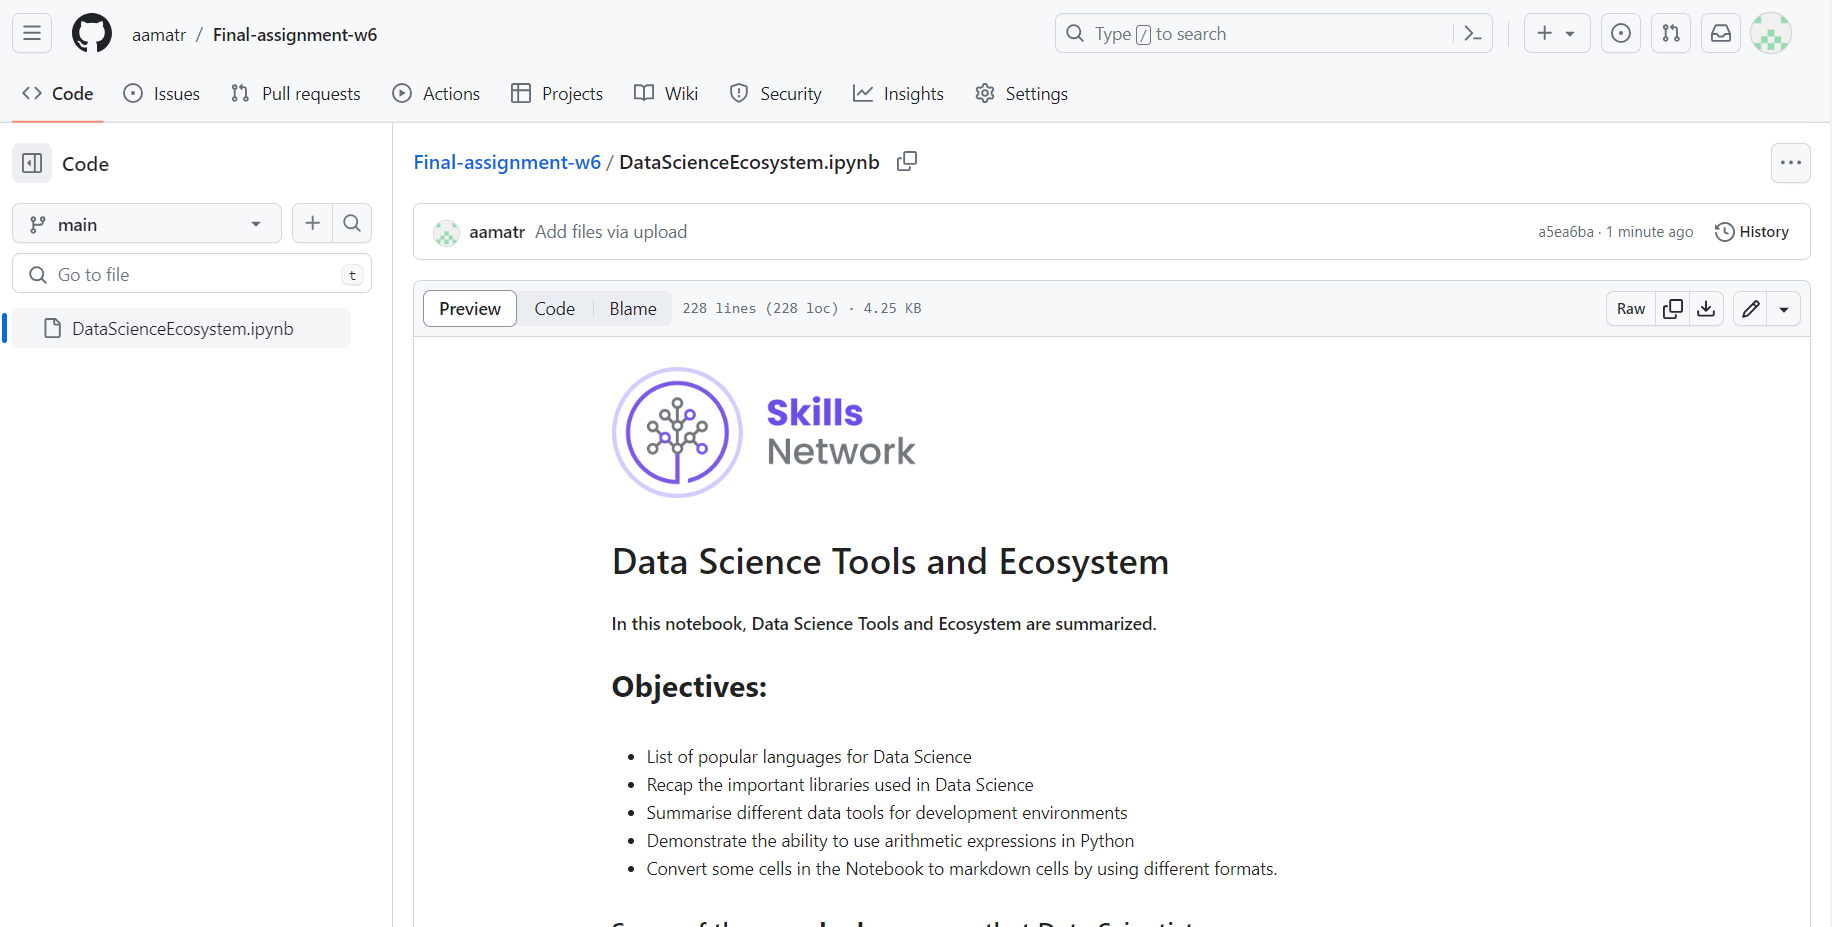 aamatr / Final-assignment-w6
Type / to search
Code
Issues
Pull requests
Actions
Projects
Wiki
Security
Insights
Settings
Code
main
Go to file
t
DataScienceEcosystem.ipynb
Final-assignment-w6 / DataScienceEcosystem.ipynb
aamatr Add files via upload
a5ea6ba · 1 minute ago
History
Preview
Code
Blame
228 lines (228 loc) · 4.25 KB
Raw
Skills
Network
Data Science Tools and Ecosystem
In this notebook, Data Science Tools and Ecosystem are summarized.
Objectives:
• List of popular languages for Data Science
• Recap the important libraries used in Data Science
• Summarise different data tools for development environments
• Demonstrate the ability to use arithmetic expressions in Python
• Convert some cells in the Notebook to markdown cells by using different formats.